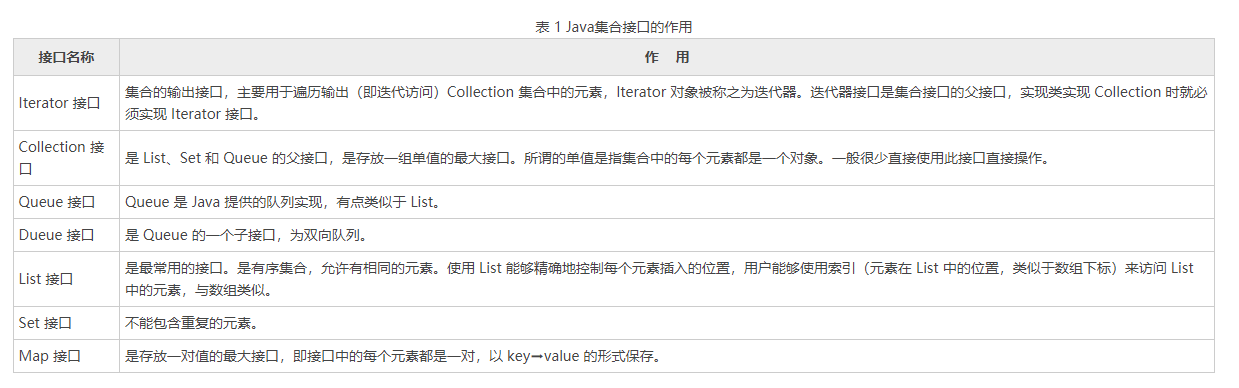 表 1 Java集合接口的作用
接口名称
作 用
Iterator 接口
集合的输出接口，主要用于遍历输出（即迭代访问）Collection 集合中的元素，Iterator 对象被称之为迭代器。迭代器接口是集合接口的父接口，实现类实现 Collection 时就必
须实现 Iterator 接口。
Collection 接
口
是 List、Set 和 Queue 的父接口，是存放一组单值的最大接口。所谓的单值是指集合中的每个元素都是一个对象。一般很少直接使用此接口直接操作。
Queue 接口
Queue 是 Java 提供的队列实现，有点类似于 List。
Dueue 接口
是 Queue 的一个子接口，为双向队列。
List 接口
是最常用的接口。是有序集合，允许有相同的元素。使用 List 能够精确地控制每个元素插入的位置，用户能够使用索引（元素在 List 中的位置，类似于数组下标）来访问 List
中的元素，与数组类似。
Set 接口
不能包含重复的元素。
Map 接口
是存放一对值的最大接口，即接口中的每个元素都是一对，以 key➞value 的形式保存。